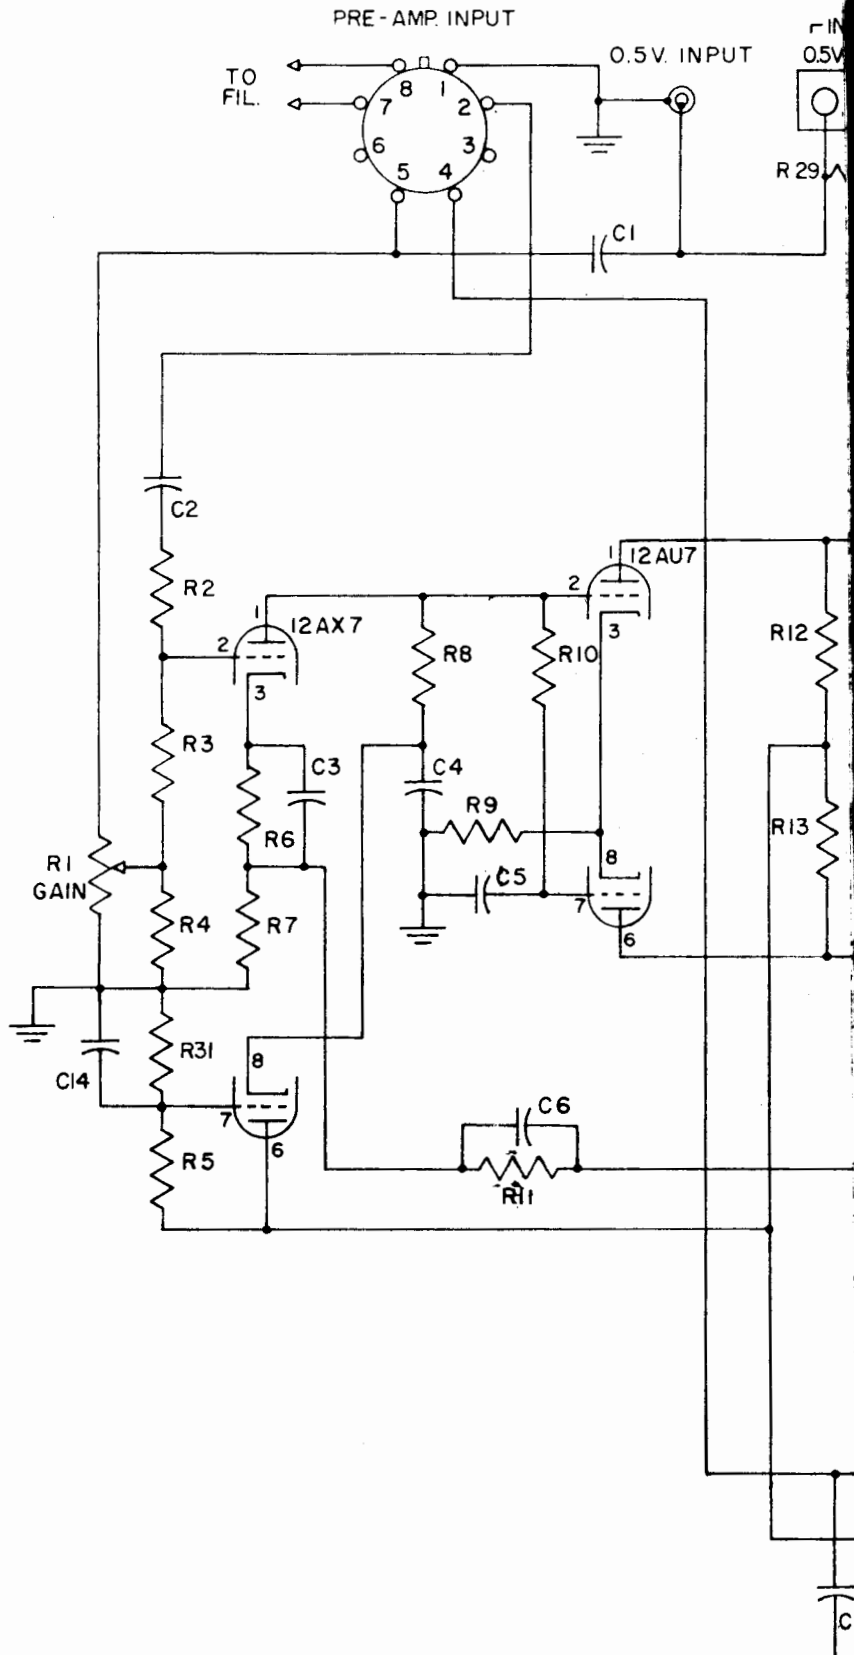 PRE-AMP. INPUT
0.5V. INPUT
0.5V
TO
FIL.
8
1
7
2
6
3
5
4
R29
C1
C2
R2
1
12AX7
2
3
R3
R8
R10
1
12AU7
2
3
R12
C3
C4
R9
R6
R13
R1
GAIN
8
C5
7
6
R4
R7
R31
C14
8
7
6
R5
C6
R11
C